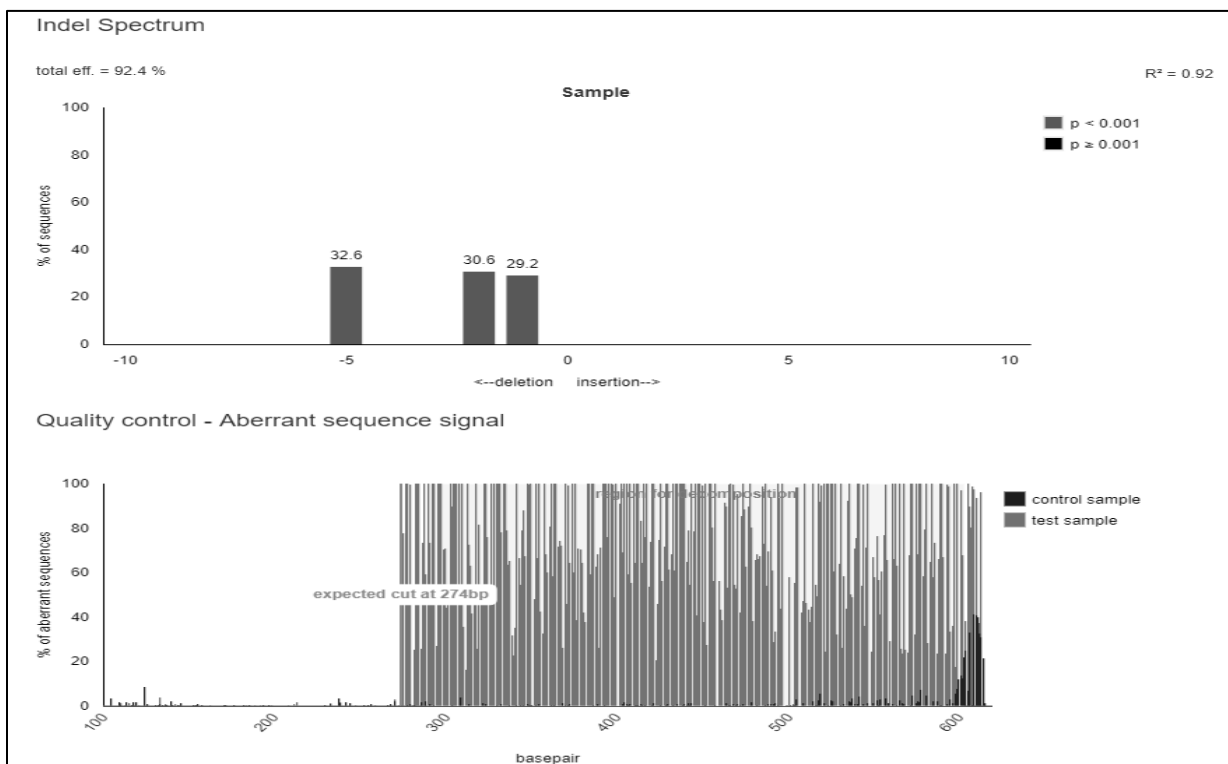 Indel Spectrum
total eff. = 92.4 %
R² = 0.92
Sample
% of sequences
100
80
60
40
20
0
32.6
30.6
29.2
p < 0.001
p ≥ 0.001
-10
-5
0
5
10
<--deletion insertion-->
Quality control - Aberrant sequence signal
% of aberrant sequences
100
80
60
40
20
0
region for decomposition
expected cut at 274bp
control sample
test sample
100
200
300
400
500
600
basepair